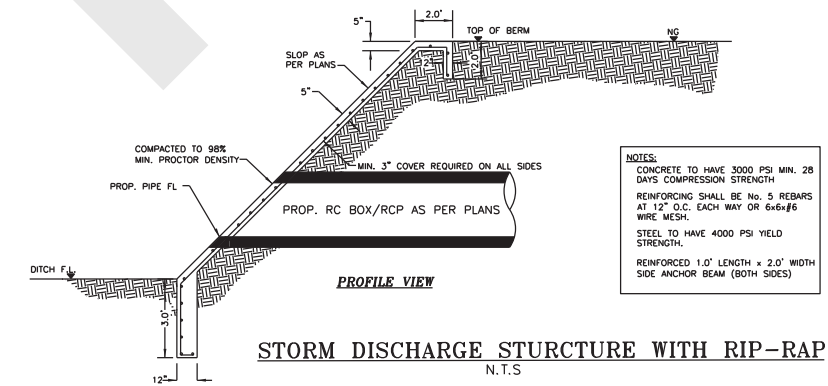 5"
2.0'
TOP OF BERM
NG
SLOP AS
PER PLANS
12"
2.0'
5"
COMPACTED TO 98%
MIN. PROCTOR DENSITY
MIN. 3" COVER REQUIRED ON ALL SIDES
PROP. PIPE FL
PROP. RC BOX/RCP AS PER PLANS
DITCH F.L
PROFILE VIEW
3.0'
12"
NOTES:
CONCRETE TO HAVE 3000 PSI MIN. 28
DAYS COMPRESSION STRENGTH
REINFORCING SHALL BE No. 5 REBARS
AT 12" O.C. EACH WAY OR 6x6x#6
WIRE MESH.
STEEL TO HAVE 4000 PSI YIELD
STRENGTH.
REINFORCED 1.0' LENGTH x 2.0' WIDTH
SIDE ANCHOR BEAM (BOTH SIDES)
STORM DISCHARGE STURCTURE WITH RIP-RAP
N.T.S